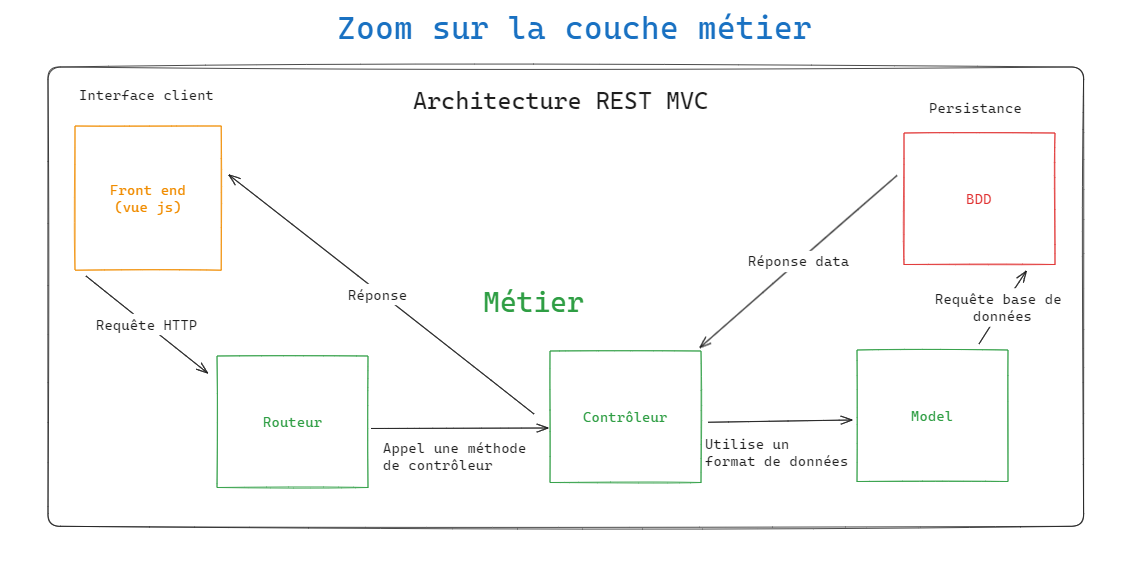 Zoom sur la couche métier
Interface client
Architecture REST MVC
Persistance
Front end
(vue js)
BDD
Réponse data
Réponse
Métier
Requête base de
données
Requête HTTP
Routeur
Contrôleur
Model
Appel une méthode
de contrôleur
Utilise un
format de données